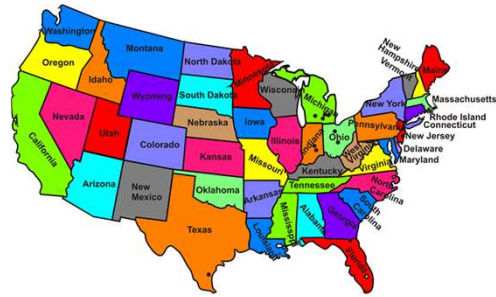 Washington
Montana
North Dakota
Minnesota
Oregon
Idaho
Wyoming
South Dakota
Wisconsin
Michigan
New York
Vermont
New
Hampshire
Maine
Massachusetts
Rhode Island
Connecticut
New Jersey
Delaware
Maryland
Nevada
Utah
Colorado
Nebraska
Iowa
Illinois
Indiana
Ohio
Pennsylvania
West
Virginia
Virginia
California
Arizona
New
Mexico
Kansas
Missouri
Kentucky
Oklahoma
Arkansas
Tennessee
North
Carolina
South
Carolina
Texas
Louisiana
Mississippi
Alabama
Georgia
Florida